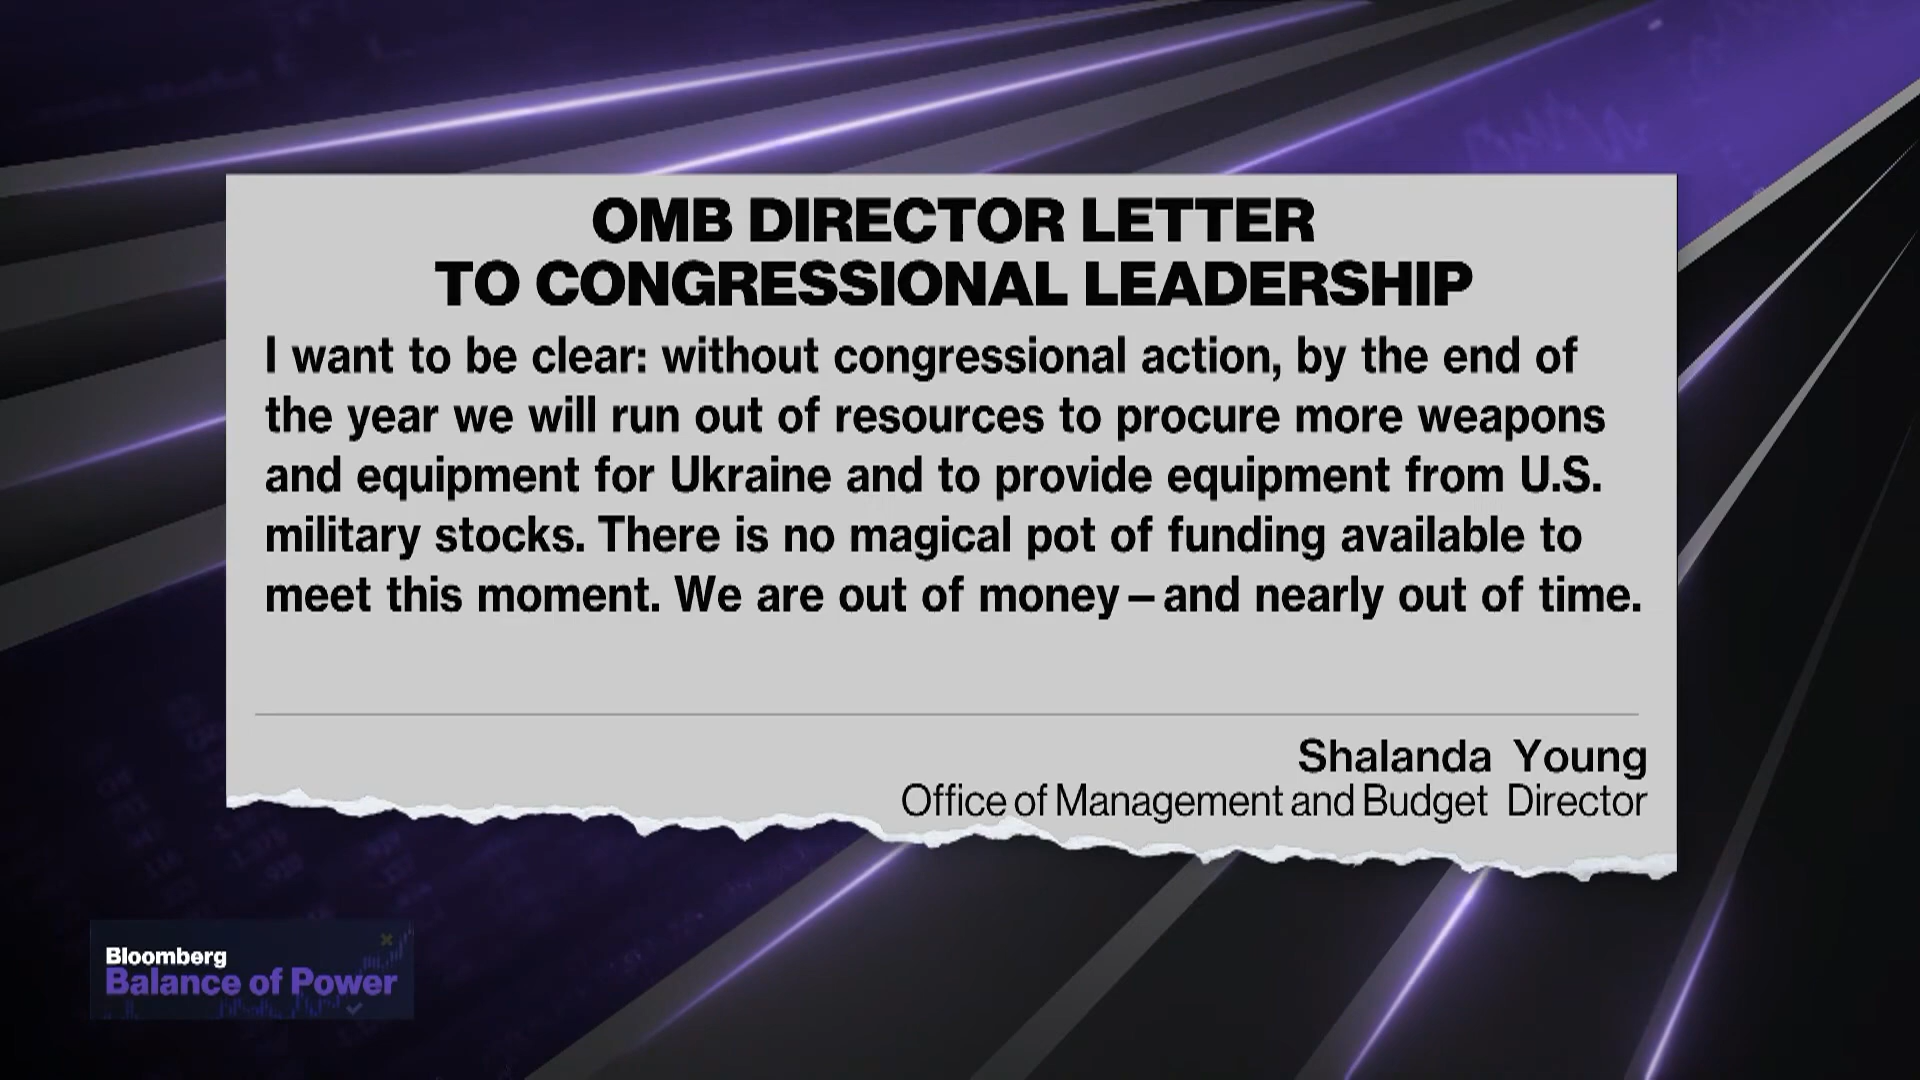 OMB DIRECTOR LETTER
TO CONGRESSIONAL LEADERSHIP
I want to be clear: without congressional action, by the end of
the year we will run out of resources to procure more weapons
and equipment for Ukraine and to provide equipment from U.S.
military stocks. There is no magical pot of funding available to
meet this moment. We are out of money – and nearly out of time.
Shalanda Young
Office of Management and Budget Director
Bloomberg
Balance of Power